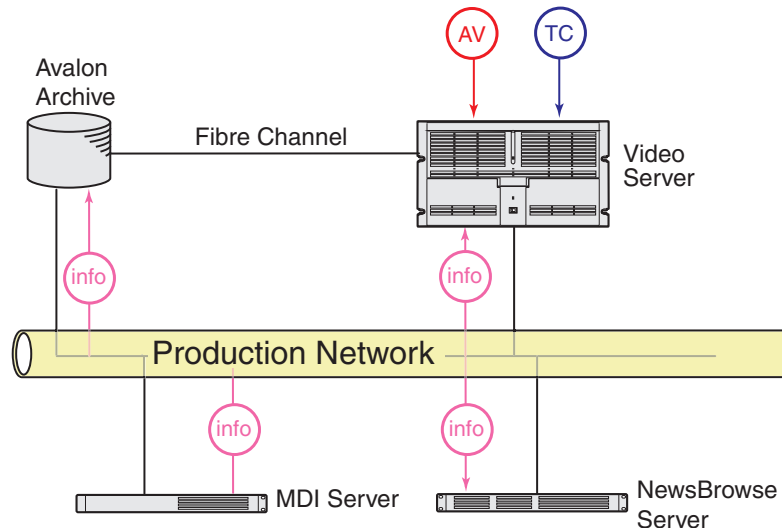 AV
TC
Avalon
Archive
Fibre Channel
Video
Server
info
info
Production Network
info
info
MDI Server
NewsBrowse
Server